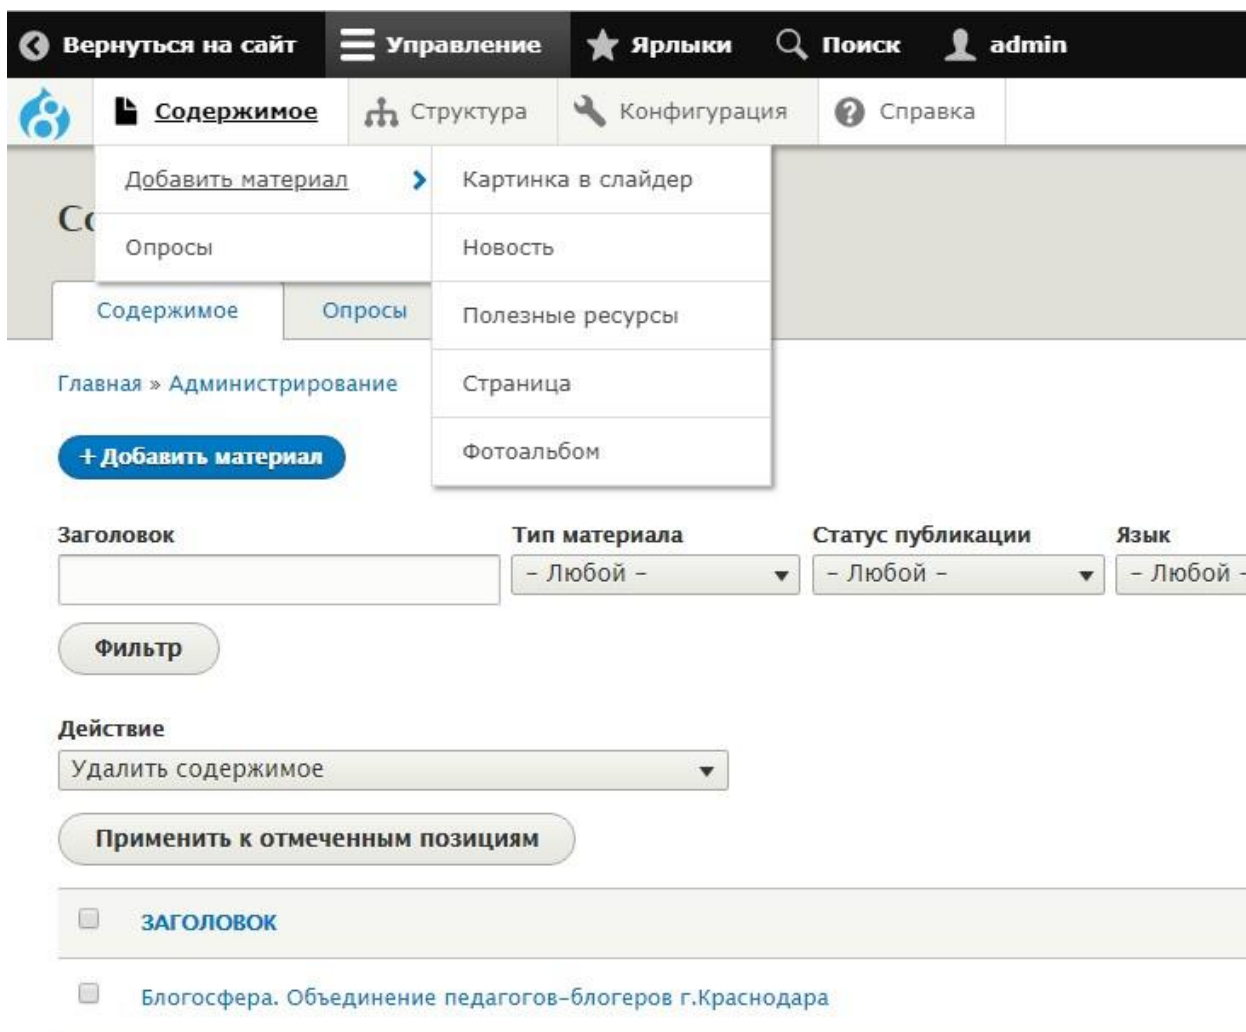 Вернуться на сайт Управление Ярлыки Поиск admin
8 Содержимое Структура Конфигурация Справка
Добавить материал Картинка в слайдер
Опросы Новость
Содержимое Опросы Полезные ресурсы
Главная » Администрирование Страница
+ Добавить материал Фотоальбом
Заголовок Тип материала Статус публикации Язык
- Любой - - Любой - - Любой -
Фильтр
Действие
Удалить содержимое
Применить к отмеченным позициям
ЗАГОЛОВОК
Блогосфера. Объединение педагогов-блогеров г.Краснодара